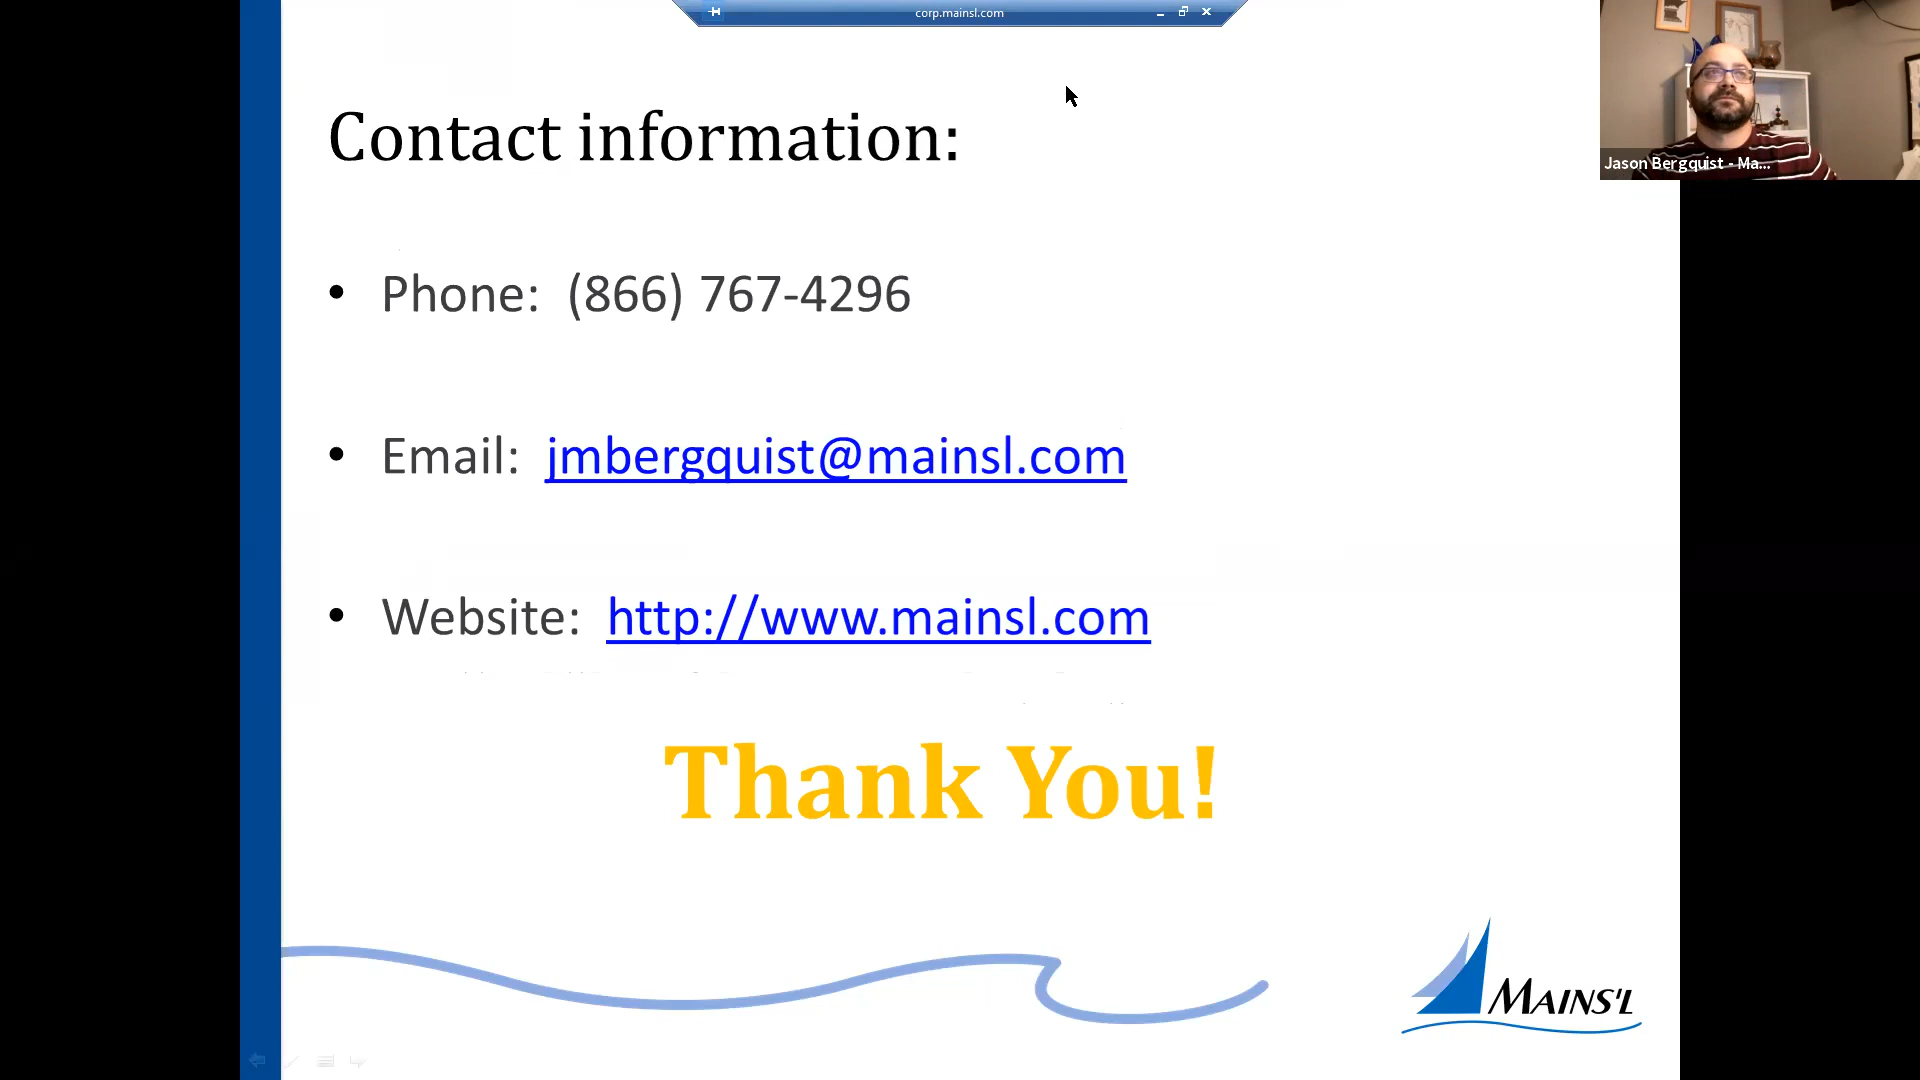 corp.mainsl.com
Jason Bergquist - Ma...
Contact information:
• Phone: (866) 767-4296
• Email: jmbergquist@mainsl.com
• Website: http://www.mainsl.com
Thank You!
MAINS'L